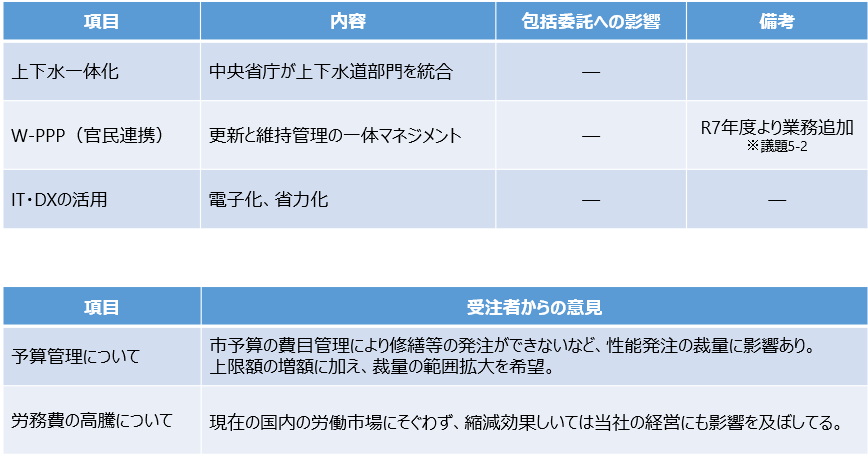 項目 内容 包括委託への影響 備考
上下水一体化 中央省庁が上下水道部門を統合 ―
W-PPP（官民連携） 更新と維持管理の一体マネジメント ― R7年度より業務追加
※議題5-2
IT・DXの活用 電子化、省力化 ― ―
項目 受注者からの意見
予算管理について 市予算の費目管理により修繕等の発注ができないなど、性能発注の裁量に影響あり。
上限額の増額に加え、裁量の範囲拡大を希望。
労務費の高騰について 現在の国内の労働市場にそぐわず、縮減効果しいては当社の経営にも影響を及ぼしてる。